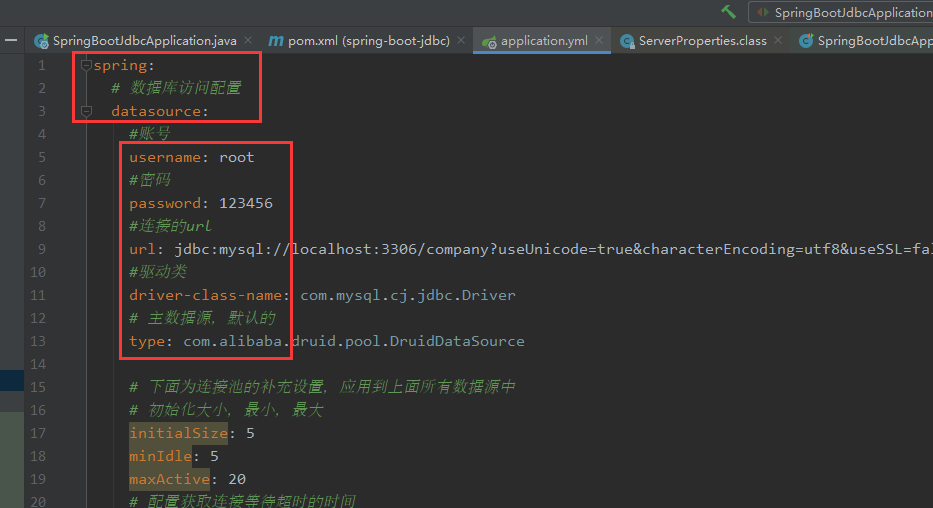 SpringBootJdbcApplication
SpringBootJdbcApplication.java pom.xml (spring-boot-jdbc) application.yml ServerProperties.class SpringBootJdbcApp
1 spring:
2 # 数据库访问配置
3 datasource:
4 #账号
5 username: root
6 #密码
7 password: 123456
8 #连接的url
9 url: jdbc:mysql://localhost:3306/company?useUnicode=true&characterEncoding=utf8&useSSL=fal
10 #驱动类
11 driver-class-name: com.mysql.cj.jdbc.Driver
12 # 主数据源，默认的
13 type: com.alibaba.druid.pool.DruidDataSource
14
15 # 下面为连接池的补充设置，应用到上面所有数据源中
16 # 初始化大小，最小，最大
17 initialSize: 5
18 minIdle: 5
19 maxActive: 20
20 # 配置获取连接等待超时的时间